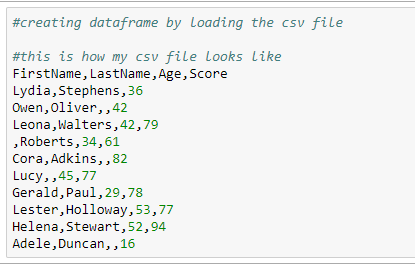 #creating dataframe by loading the csv file
#this is how my csv file looks like
FirstName,LastName,Age,Score
Lydia,Stephens,36
Owen,Oliver,,42
Leona,Walters,42,79
,Roberts,34,61
Cora,Adkins,,82
Lucy,,45,77
Gerald,Paul,29,78
Lester,Holloway,53,77
Helena,Stewart,52,94
Adele,Duncan,,16